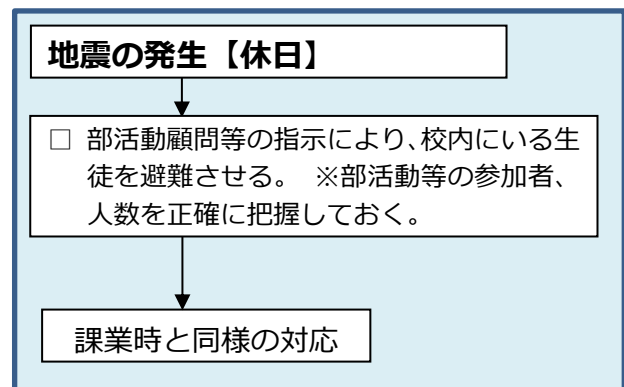 地震の発生【休日】
□ 部活動顧問等の指示により、校内にいる生
徒を避難させる。 ※部活動等の参加者、
人数を正確に把握しておく。
課業時と同様の対応